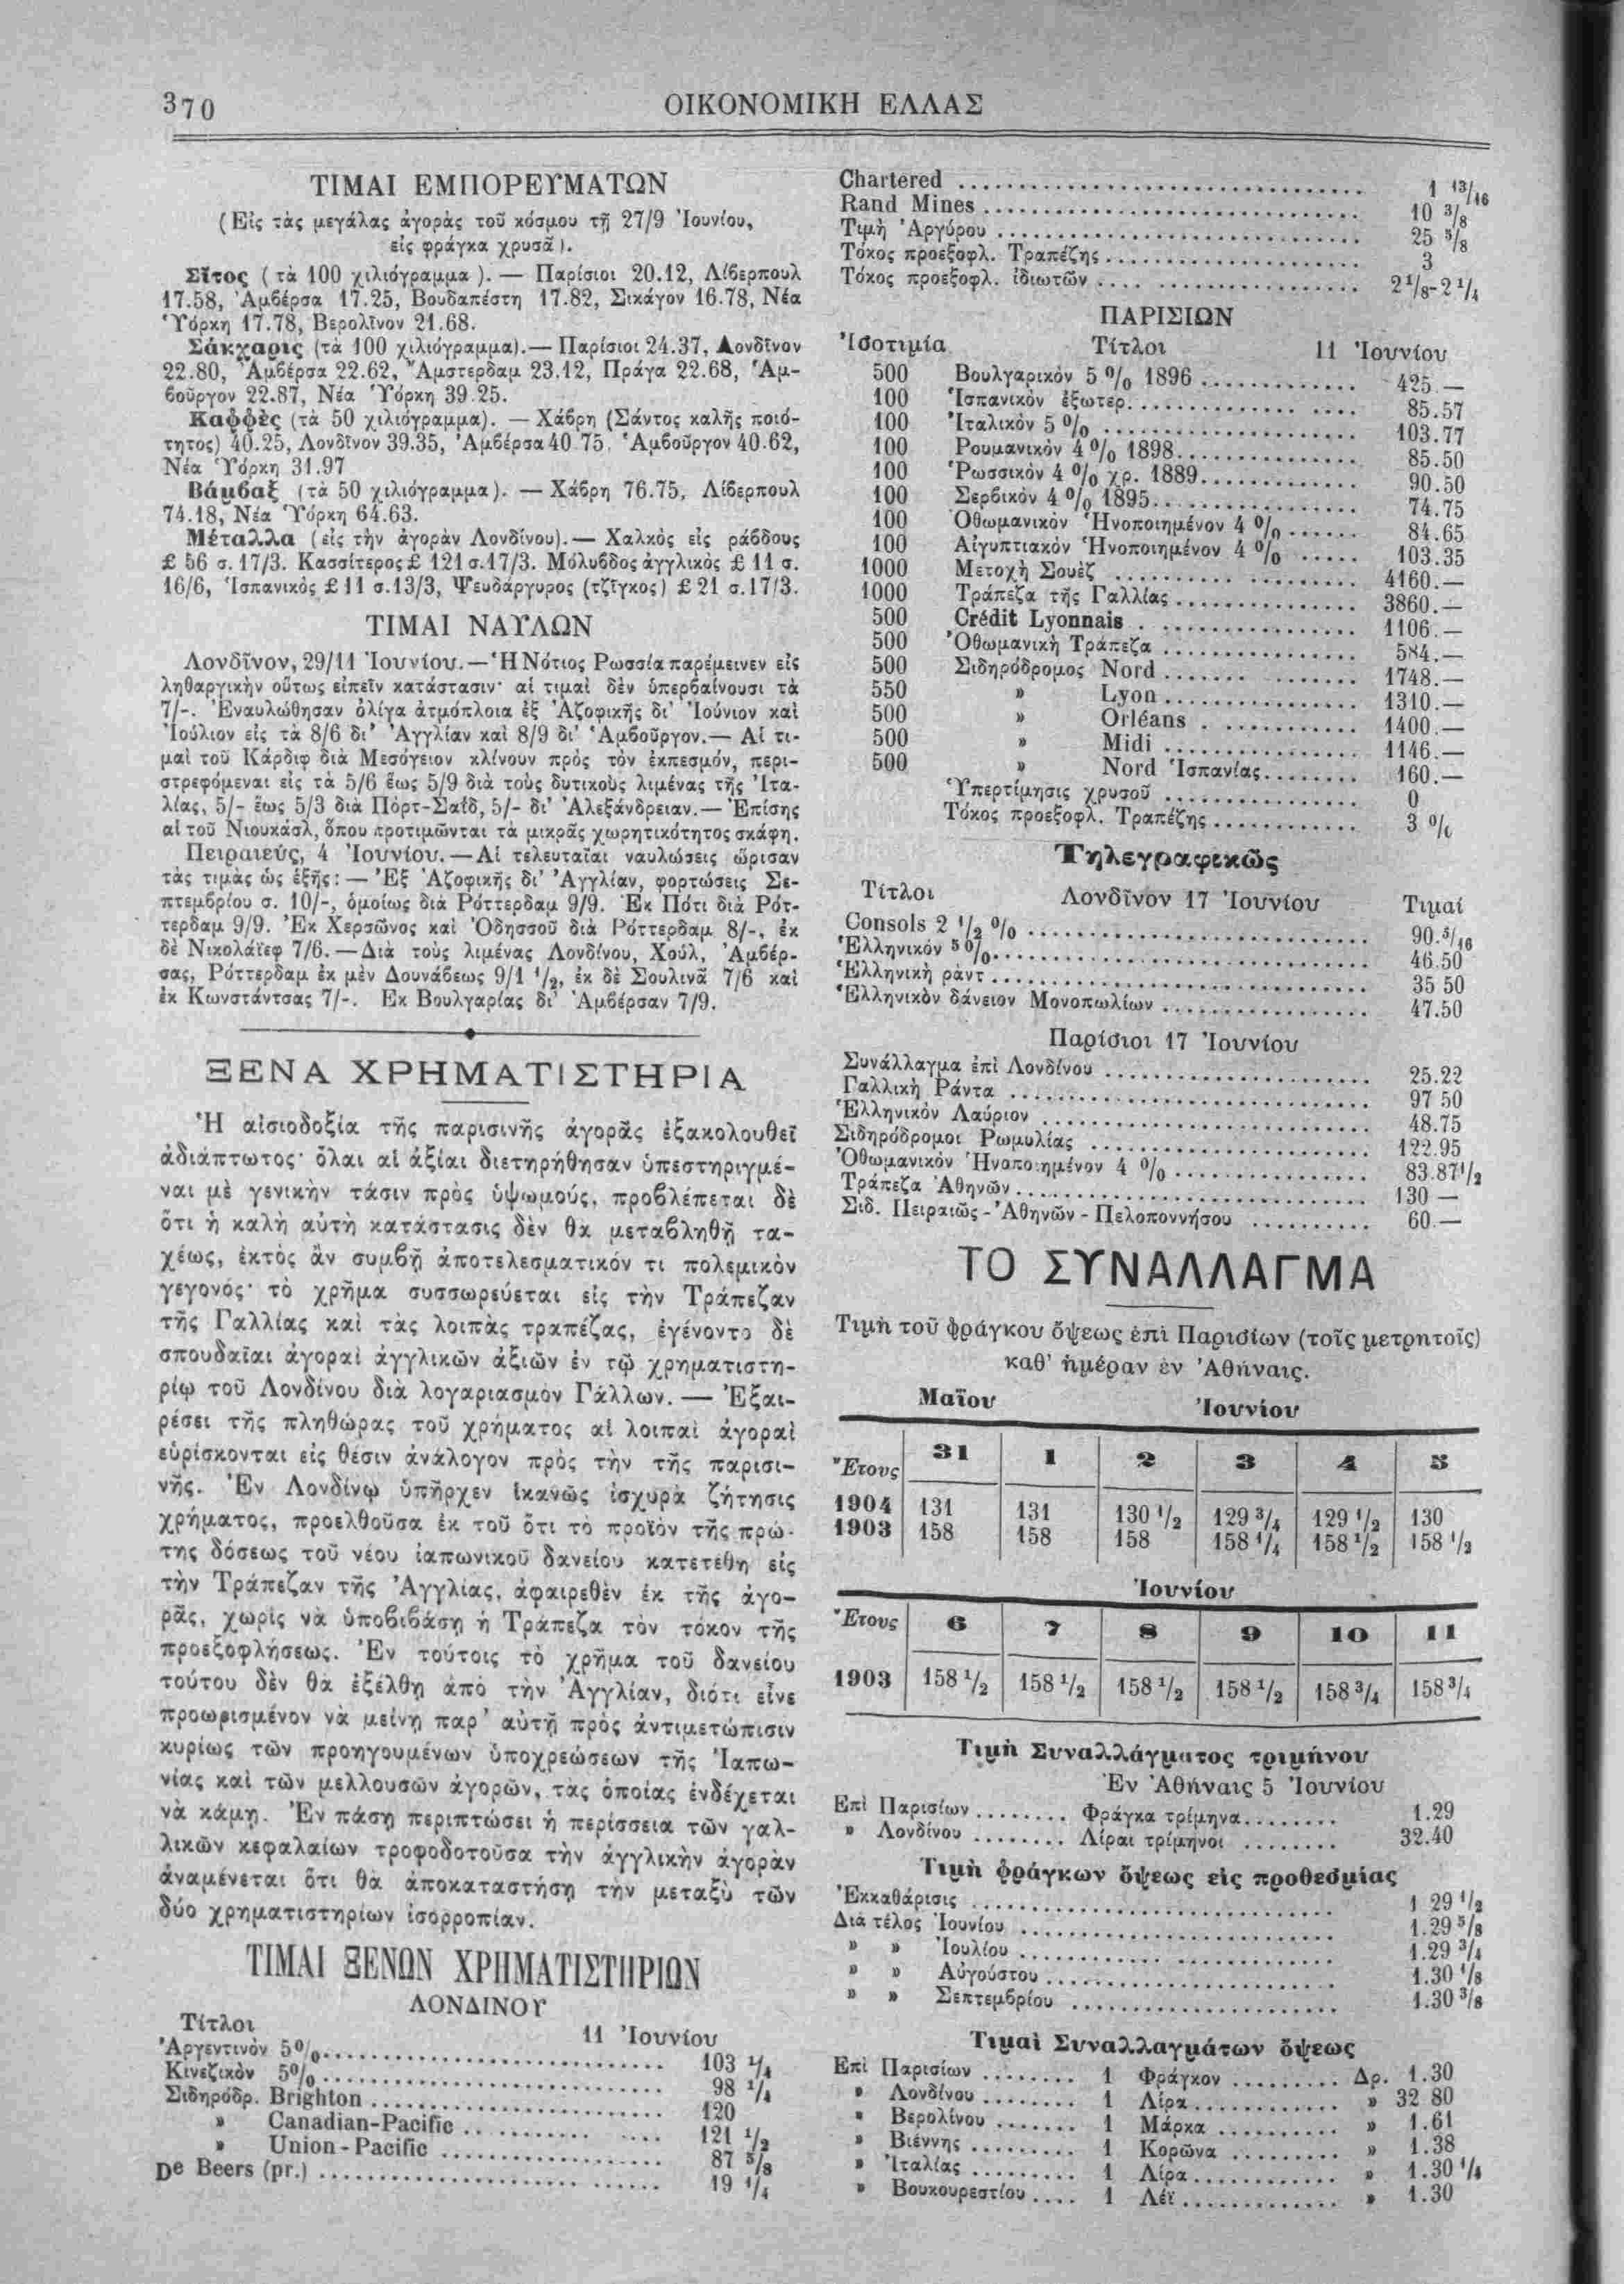 370
ΟΙΚΟΝΟΜΙΚΗ ΕΛΛΑΣ
ΤΙΜΑΙ ΕΜΠΟΡΕΥΜΑΤΩΝ
(Εἰς τὰς μεγάλας ἀγορὰς τοῦ κόσμου τῇ 27/9 Ἰουνίου,
εἰς φράγκα χρυσᾶ).
Σῖτος (τὰ 100 χιλιόγραμμα). — Παρίσιοι 20.12, Λίβερπουλ
17.58, Ἀμβέρσα 17.25, Βουδαπέστη 17.82, Σικάγον 16.78, Νέα
Ὑόρκη 17.78, Βερολῖνον 21.68.
Σάκχαρις (τὰ 100 χιλιόγραμμα).— Παρίσιοι 24.37, Λονδῖνον
22.80, Ἀμβέρσα 22.62, Ἀμστερδαμ 23.12, Πράγα 22.68, Ἀμ-
βοῦργον 22.87, Νέα Ὑόρκη 39.25.
Καφφὲς (τὰ 50 χιλιόγραμμα). — Χάβρη (Σάντος καλῆς ποιό-
τητος) 40.25, Λονδῖνον 39.35, Ἀμβέρσα 40 75, Ἀμβοῦργον 40.62,
Νέα Ὑόρκη 31.97
Βάμβαξ (τὰ 50 χιλιόγραμμα). — Χάβρη 76.75, Λίβερπουλ
74.18, Νέα Ὑόρκη 64.63.
Μέταλλα (εἰς τὴν ἀγορὰν Λονδίνου).— Χαλκὸς εἰς ράβδους
£ 56 σ. 17/3. Κασσίτερος £ 121 σ.17/3. Μόλυβδος ἀγγλικὸς £ 11 σ.
16/6, Ἰσπανικὸς £ 11 σ.13/3, Ψευδάργυρος (τζῖγκος) £ 21 σ.17/3.
ΤΙΜΑΙ ΝΑΥΛΩΝ
Λονδῖνον, 29/11 Ἰουνίου.—Ἡ Νότιος Ρωσσία παρέμεινεν εἰς
ληθαργικὴν οὕτως εἰπεῖν κατάστασιν· αἱ τιμαὶ δὲν ὑπερβαίνουσι τὰ
7/-. Ἐναυλώθησαν ὀλίγα ἀτμόπλοια ἐξ Ἀζοφικῆς δι' Ἰούνιον καὶ
Ἰούλιον εἰς τὰ 8/6 δι' Ἀγγλίαν καὶ 8/9 δι' Ἀμβοῦργον.— Αἱ τι-
μαὶ τοῦ Κάρδιφ διὰ Μεσόγειον κλίνουν πρὸς τὸν ἐκπεσμόν, περι-
στρεφόμεναι εἰς τὰ 5/6 ἕως 5/9 διὰ τοὺς δυτικοὺς λιμένας τῆς Ἰτα-
λίας, 5/- ἕως 5/3 διὰ Πόρτ-Σαΐδ, 5/- δι' Ἀλεξάνδρειαν.— Ἐπίσης
αἱ τοῦ Νιουκάσλ, ὅπου προτιμῶνται τὰ μικρᾶς χωρητικότητος σκάφη.
Πειραιεύς, 4 Ἰουνίου.—Αἱ τελευταῖαι ναυλώσεις ὥρισαν
τὰς τιμὰς ὡς ἑξῆς: — Ἐξ Ἀζοφικῆς δι' Ἀγγλίαν, φορτώσεις Σε-
πτεμβρίου σ. 10/-, ὁμοίως διὰ Ρόττερδαμ 9/9. Ἐκ Πότι διὰ Ρότ-
τερδαμ 9/9. Ἐκ Χερσῶνος καὶ Ὀδησσοῦ διὰ Ρόττερδαμ 8/-, ἐκ
δὲ Νικολάϊεφ 7/6.—Διὰ τοὺς λιμένας Λονδίνου, Χούλ, Ἀμβέρ-
σας, Ρόττερδαμ ἐκ μὲν Δουνάβεως 9/1 1/2, ἐκ δὲ Σουλινᾶ 7/6 καὶ
ἐκ Κωνστάντσας 7/-. Ἐκ Βουλγαρίας δι' Ἀμβέρσαν 7/9.
ΞΕΝΑ ΧΡΗΜΑΤΙΣΤΗΡΙΑ
Ἡ αἰσιοδοξία τῆς παρισινῆς ἀγορᾶς ἐξακολουθεῖ
ἀδιάπτωτος· ὅλαι αἱ ἀξίαι διετηρήθησαν ὑπεστηριγμέ-
ναι μὲ γενικὴν τάσιν πρὸς ὑψωμούς, προβλέπεται δὲ
ὅτι ἡ καλὴ αὐτὴ κατάστασις δὲν θὰ μεταβληθῇ τα-
χέως, ἐκτὸς ἂν συμβῇ ἀποτελεσματικόν τι πολεμικὸν
γεγονός· τὸ χρῆμα συσσωρεύεται εἰς τὴν Τράπεζαν
τῆς Γαλλίας καὶ τὰς λοιπὰς τραπέζας, ἐγένοντο δὲ
σπουδαῖαι ἀγοραὶ ἀγγλικῶν ἀξιῶν ἐν τῷ χρηματιστη-
ρίῳ τοῦ Λονδίνου διὰ λογαριασμὸν Γάλλων. — Ἐξαι-
ρέσει τῆς πληθώρας τοῦ χρήματος αἱ λοιπαὶ ἀγοραὶ
εὑρίσκονται εἰς θέσιν ἀνάλογον πρὸς τὴν τῆς παρισι-
νῆς. Ἐν Λονδίνῳ ὑπῆρχεν ἱκανῶς ἰσχυρὰ ζήτησις
χρήματος, προελθοῦσα ἐκ τοῦ ὅτι τὸ προϊὸν τῆς πρώ-
της δόσεως τοῦ νέου ἰαπωνικοῦ δανείου κατετέθη εἰς
τὴν Τράπεζαν τῆς Ἀγγλίας, ἀφαιρεθὲν ἐκ τῆς ἀγο-
ρᾶς, χωρὶς νὰ ὑποβιβάσῃ ἡ Τράπεζα τὸν τόκον τῆς
προεξοφλήσεως. Ἐν τούτοις τὸ χρῆμα τοῦ δανείου
τούτου δὲν θὰ ἐξέλθῃ ἀπὸ τὴν Ἀγγλίαν, διότι εἶνε
προωρισμένον νὰ μείνῃ παρ' αὐτῇ πρὸς ἀντιμετώπισιν
κυρίως τῶν προηγουμένων ὑποχρεώσεων τῆς Ἰαπω-
νίας καὶ τῶν μελλουσῶν ἀγορῶν, τὰς ὁποίας ἐνδέχεται
νὰ κάμῃ. Ἐν πάσῃ περιπτώσει ἡ περίσσεια τῶν γαλ-
λικῶν κεφαλαίων τροφοδοτοῦσα τὴν ἀγγλικὴν ἀγορὰν
ἀναμένεται ὅτι θὰ ἀποκαταστήσῃ τὴν μεταξὺ τῶν
δύο χρηματιστηρίων ἰσορροπίαν.
ΤΙΜΑΙ ΞΕΝΩΝ ΧΡΗΜΑΤΙΣΤΗΡΙΩΝ
ΛΟΝΔΙΝΟΥ
Τίτλοι 11 Ἰουνίου
Ἀργεντινὸν 5% 103 1/4
Κινεζικὸν 5% 98 1/4
Σιδηρόδρ. Brighton 120
» Canadian-Pacific 121 1/2
» Union-Pacific 87 5/8
De Beers (pr.) 19 1/4
Chartered 1 13/16
Rand Mines 10 3/8
Τιμὴ Ἀργύρου 25 5/8
Τόκος προεξοφλ. Τραπέζης 3
Τόκος προεξοφλ. ἰδιωτῶν 2 1/8-2 1/4
ΠΑΡΙΣΙΩΝ
Ἰσοτιμία Τίτλοι 11 Ἰουνίου
500 Βουλγαρικὸν 5 % 1896 425.—
100 Ἰσπανικὸν ἐξωτερ. 85.57
100 Ἰταλικὸν 5 % 103.77
100 Ρουμανικὸν 4 % 1898 85.50
100 Ῥωσσικὸν 4 % χρ. 1889 90.50
100 Σερβικὸν 4 % 1895 74.75
100 Ὀθωμανικὸν Ἡνοποιημένον 4 % 84.65
100 Αἰγυπτιακὸν Ἡνοποιημένον 4 % 103.35
1000 Μετοχὴ Σουὲζ 4160.—
1000 Τράπεζα τῆς Γαλλίας 3860.—
500 Crédit Lyonnais 1106.—
500 Ὀθωμανικὴ Τράπεζα 584.—
500 Σιδηρόδρομος Nord 1748.—
550 » Lyon 1310.—
500 » Orléans 1400.—
500 » Midi 1146.—
500 » Nord Ἰσπανίας 160.—
Ὑπερτίμησις χρυσοῦ 0
Τόκος προεξοφλ. Τραπέζης 3 %
Τηλεγραφικῶς
Τίτλοι Λονδῖνον 17 Ἰουνίου Τιμαί
Consols 2 1/2 % 90.5/16
Ἑλληνικόν 5 % 46.50
Ἑλληνικὴ ράντ 35 50
Ἑλληνικὸν δάνειον Μονοπωλίων 47.50
Παρίσιοι 17 Ἰουνίου
Συνάλλαγμα ἐπὶ Λονδίνου 25.22
Γαλλικὴ Ράντα 97 50
Ἑλληνικὸν Λαύριον 48.75
Σιδηρόδρομοι Ρωμυλίας 122.95
Ὀθωμανικὸν Ἡνοποιημένον 4 % 83.87 1/2
Τράπεζα Ἀθηνῶν 130 —
Σιδ. Πειραιῶς - Ἀθηνῶν - Πελοποννήσου 60.—
ΤΟ ΣΥΝΑΛΛΑΓΜΑ
Τιμὴ τοῦ φράγκου ὄψεως ἐπὶ Παρισίων (τοῖς μετρητοῖς)
καθ' ἡμέραν ἐν Ἀθήναις.
Μαΐου Ἰουνίου
Ἔτους 31 1 2 3 4 5
1904 131 131 130 1/2 129 3/4 129 1/2 130
1903 158 158 158 158 1/4 158 1/2 158 1/2
Ἰουνίου
Ἔτους 6 7 8 9 10 11
1903 158 1/2 158 1/2 158 1/2 158 1/2 158 3/4 158 3/4
Τιμὴ Συναλλάγματος τριμήνου
Ἐν Ἀθήναις 5 Ἰουνίου
Ἐπὶ Παρισίων Φράγκα τρίμηνα 1.29
» Λονδίνου Λίραι τρίμηνοι 32.40
Τιμὴ φράγκων ὄψεως εἰς προθεσμίας
Ἐκκαθάρισις 1 29 1/2
Διὰ τέλος Ἰουνίου 1.29 5/8
» » Ἰουλίου 1.29 3/4
» » Αὐγούστου 1.30 1/8
» » Σεπτεμβρίου 1.30 3/8
Τιμαὶ Συναλλαγμάτων ὄψεως
Ἐπὶ Παρισίων 1 Φράγκον Δρ. 1.30
» Λονδίνου 1 Λίρα » 32 80
» Βερολίνου 1 Μάρκα » 1.61
» Βιέννης 1 Κορῶνα » 1.38
» Ἰταλίας 1 Λίρα » 1.30 1/4
» Βουκουρεστίου 1 Λέϊ » 1.30